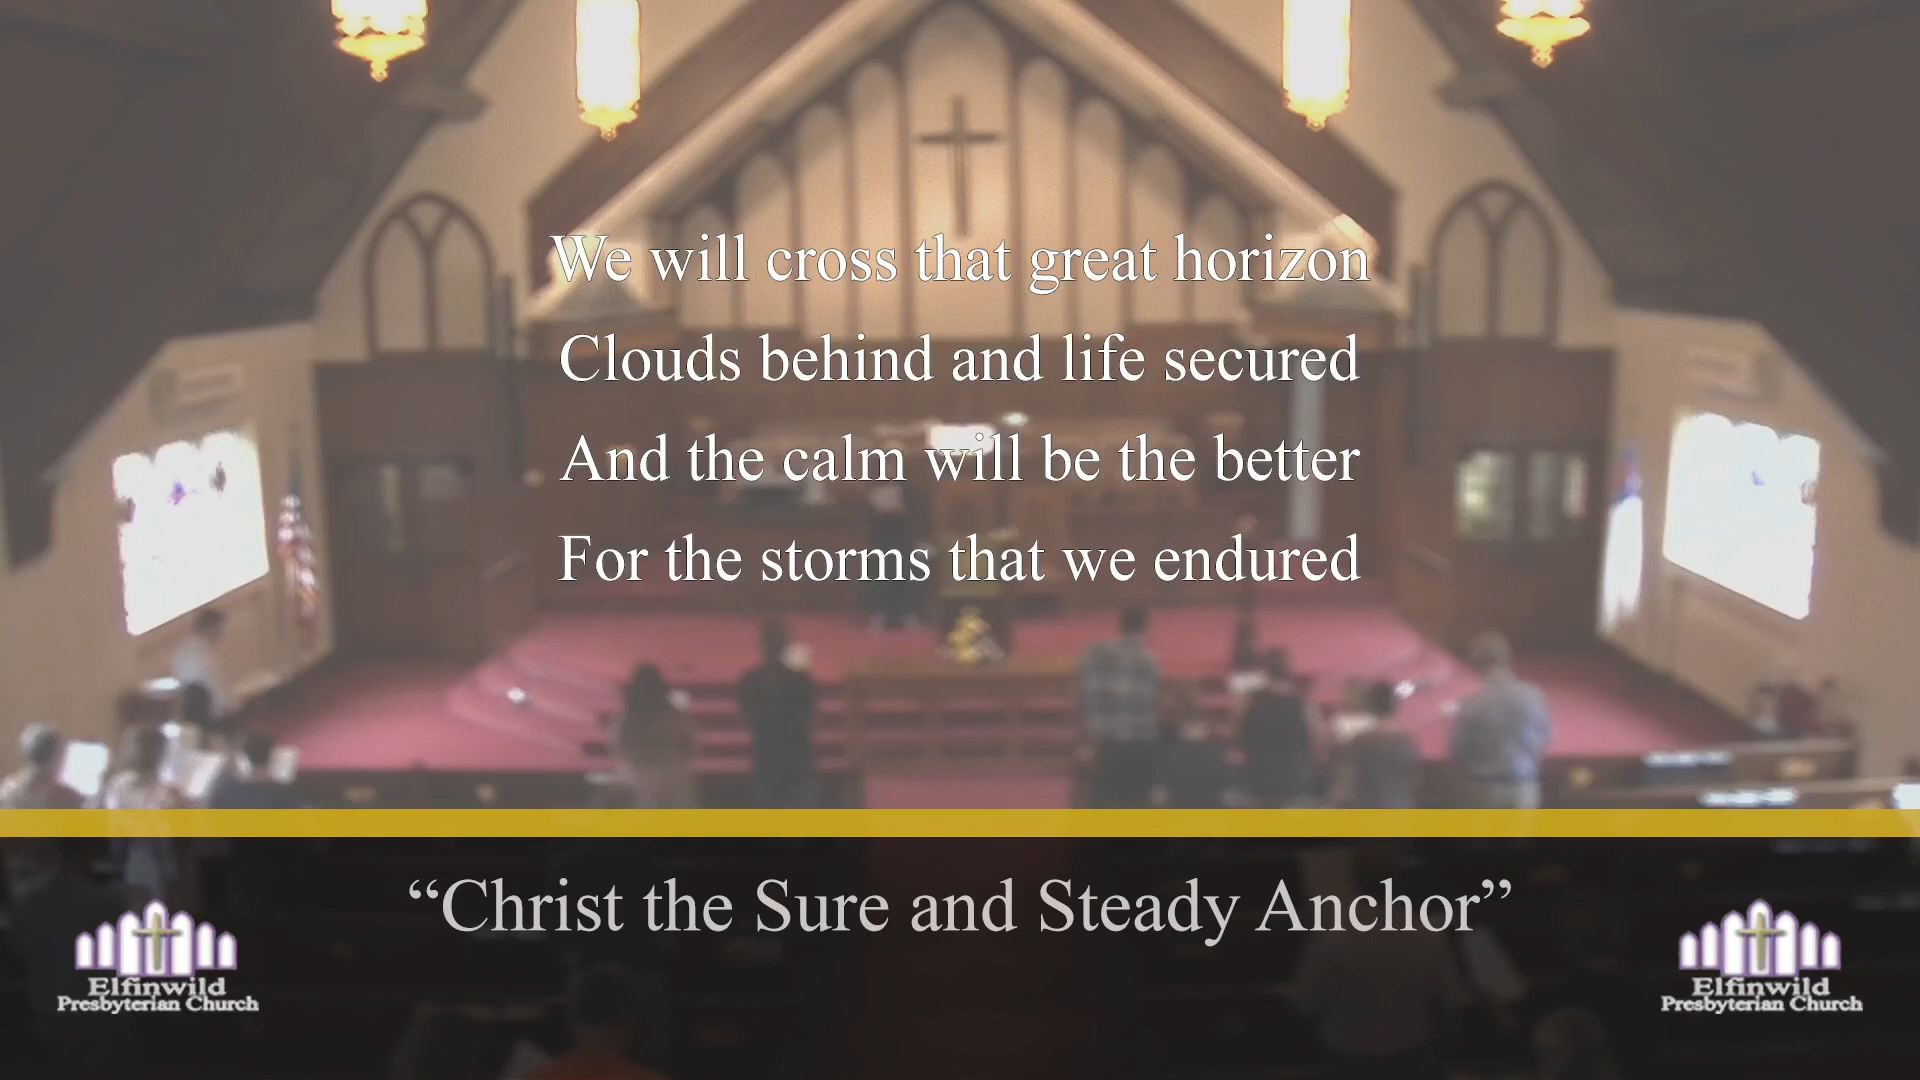 We will cross that great horizon
Clouds behind and life secured
And the calm will be the better
For the storms that we endured
“Christ the Sure and Steady Anchor”
Elfinwild
Presbyterian Church
Elfinwild
Presbyterian Church